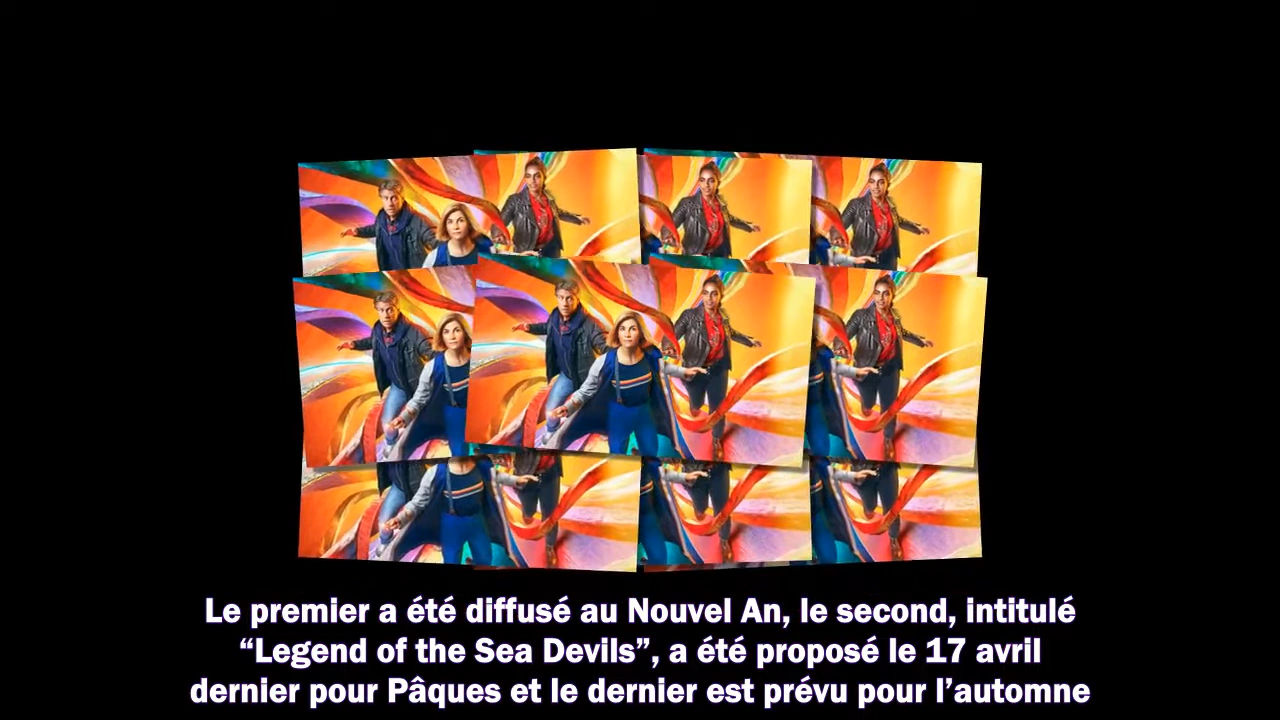 Le premier a été diffusé au Nouvel An, le second, intitulé
“Legend of the Sea Devils”, a été proposé le 17 avril
dernier pour Pâques et le dernier est prévu pour l’automne